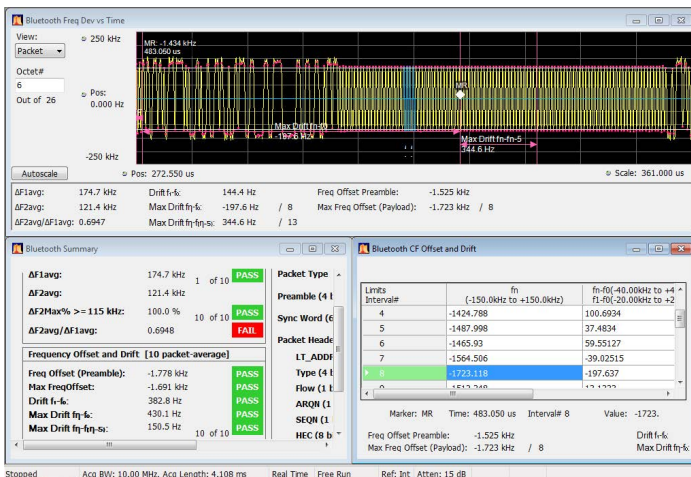 Bluetooth Freq Dev vs Time
View:
Packet
Octet#
6
Out of 26
250 kHz
Pos:
0.000 Hz
-250 kHz
MR: -1.434 kHz
483.050 us
MR
Max Drift fn-f0
-197.6 Hz
Max Drift fn-fn-5
344.6 Hz
Autoscale
Pos: 272.550 us
Scale: 361.000 us
ΔF1avg: 174.7 kHz Drift f₁-f₀: 144.4 Hz Freq Offset Preamble: -1.525 kHz
ΔF2avg: 121.4 kHz Max Drift fn-f₀: -197.6 Hz / 8 Max Freq Offset (Payload): -1.723 kHz / 8
ΔF2avg/ΔF1avg: 0.6947 Max Drift fn-fn-5: 344.6 Hz / 13
Bluetooth Summary
ΔF1avg: 174.7 kHz 1 of 10 PASS
ΔF2avg: 121.4 kHz
ΔF2Max% >= 115 kHz: 100.0 % 10 of 10 PASS
ΔF2avg/ΔF1avg: 0.6948 FAIL
Frequency Offset and Drift [10 packet-average]
Freq Offset (Preamble): -1.778 kHz PASS
Max FreqOffset: -1.691 kHz PASS
Drift f₁-f₀: 382.8 Hz PASS
Max Drift fn-f₀: 430.1 Hz PASS
Max Drift fn-fn-5: 150.5 Hz 10 of 10 PASS
Packet Type
Preamble (4 b
Sync Word (6
Packet Heade
LT_ADDR
Type (4 b
Flow (1 b
ARQN (1
SEQN (1
HEC (8 b
Bluetooth CF Offset and Drift
Limits fn fn-f0(-40.00kHz to +4
Interval# (-150.0kHz to +150.0kHz) f1-f0(-20.00kHz to +2
4 -1424.788 100.6934
5 -1487.998 37.4834
6 -1465.93 59.55127
7 -1564.506 -39.02515
8 -1723.118 -197.637
Marker: MR Time: 483.050 us Interval# 8 Value: -1723.
Freq Offset Preamble: -1.525 kHz Drift f₁-f₀:
Max Freq Offset (Payload): -1.723 kHz / 8 Max Drift fn-f₀:
Stopped Acq BW: 10.00 MHz, Acq Length: 4.108 ms Real Time Free Run Ref: Int Atten: 15 dB